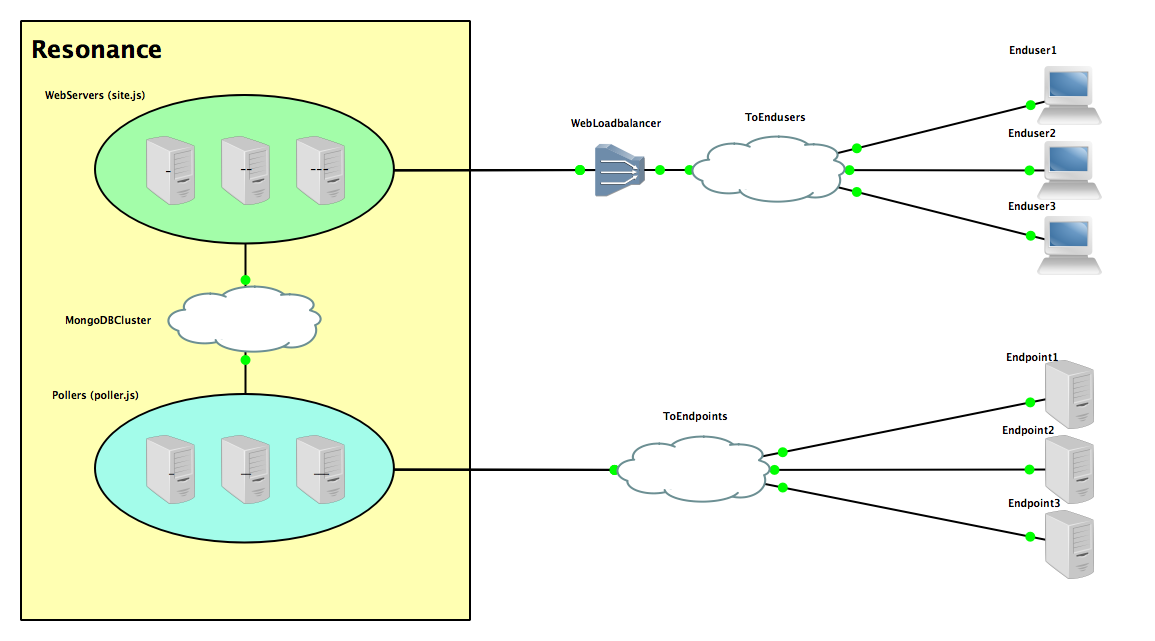 Resonance
WebServers (site.js)
WebLoadbalancer
ToEndusers
Enduser1
Enduser2
Enduser3
MongoDBCluster
Pollers (poller.js)
ToEndpoints
Endpoint1
Endpoint2
Endpoint3